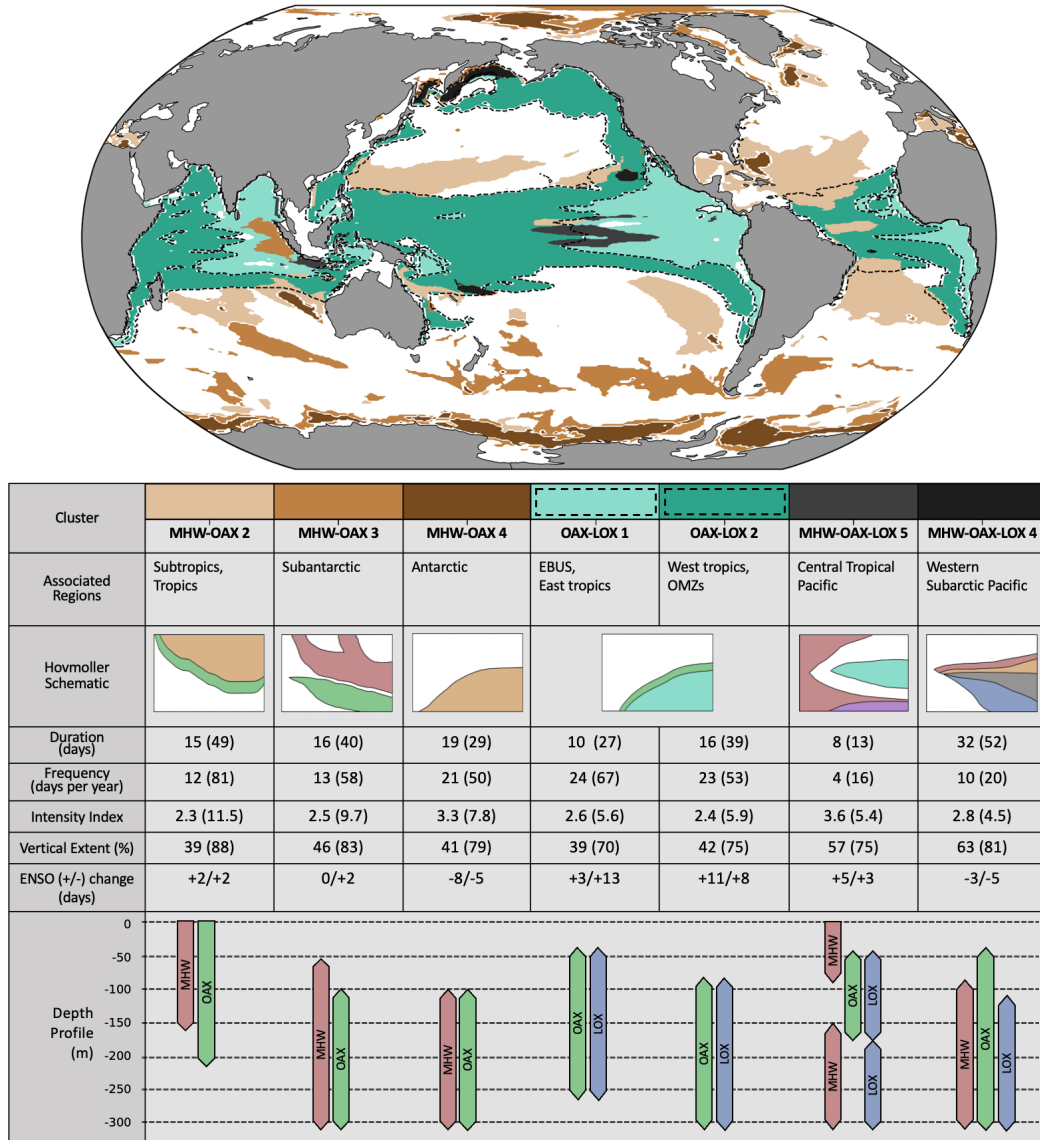 Cluster
MHW-OAX 2 MHW-OAX 3 MHW-OAX 4 OAX-LOX 1 OAX-LOX 2 MHW-OAX-LOX 5 MHW-OAX-LOX 4
Associated
Regions
Subtropics,
Tropics
Subantarctic
Antarctic
EBUS,
East tropics
West tropics,
OMZs
Central Tropical
Pacific
Western
Subarctic Pacific
Hovmoller
Schematic
Duration
(days)
15 (49) 16 (40) 19 (29) 10 (27) 16 (39) 8 (13) 32 (52)
Frequency
(days per year)
12 (81) 13 (58) 21 (50) 24 (67) 23 (53) 4 (16) 10 (20)
Intensity Index 2.3 (11.5) 2.5 (9.7) 3.3 (7.8) 2.6 (5.6) 2.4 (5.9) 3.6 (5.4) 2.8 (4.5)
Vertical Extent (%) 39 (88) 46 (83) 41 (79) 39 (70) 42 (75) 57 (75) 63 (81)
ENSO (+/-) change
(days)
+2/+2 0/+2 -8/-5 +3/+13 +11/+8 +5/+3 -3/-5
Depth
Profile
(m)
0
-50
-100
-150
-200
-250
-300
MHW OAX
MHW OAX
MHW OAX
OAX LOX
OAX LOX
MHW OAX LOX
MHW LOX
MHW OAX LOX